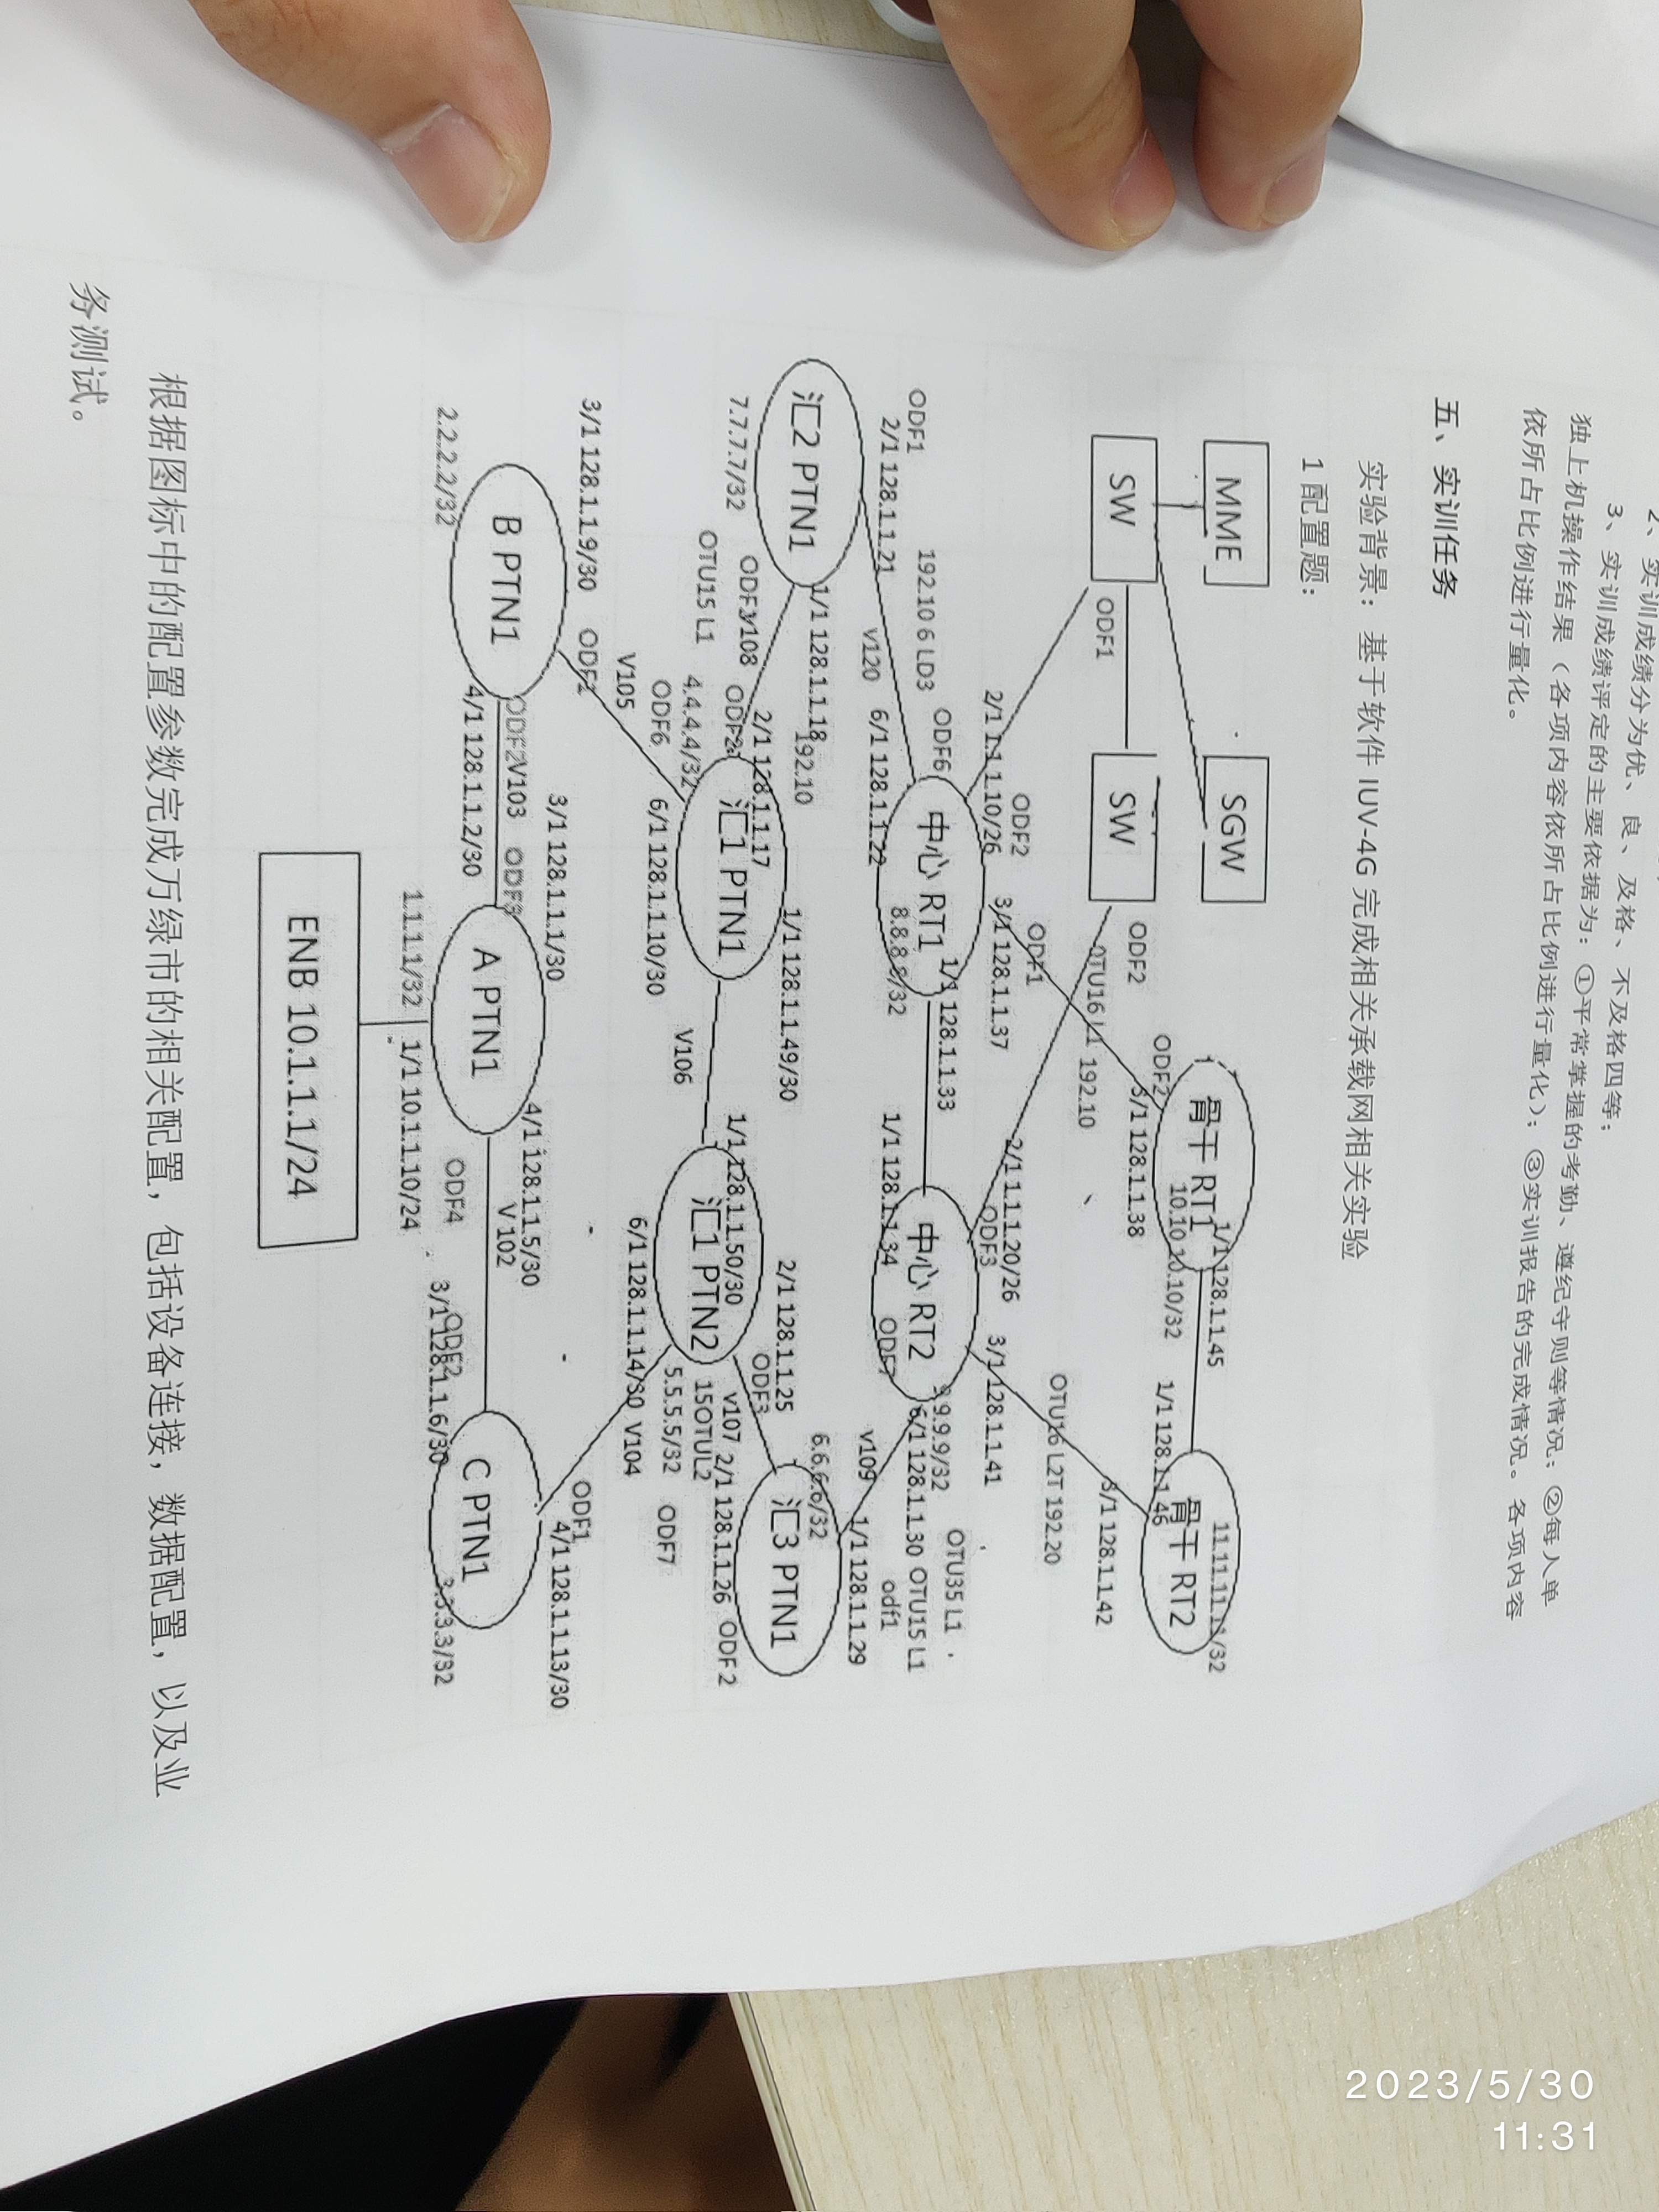 2、实训成绩分为优、良、及格、不及格四等；
3、实训成绩评定的主要依据为：①平常掌握的考勤、遵纪守则等情况；②每人单
独上机操作结果（各项内容依所占比例进行量化）；③实训报告的完成情况。各项内容
依所占比例进行量化。
五、实训任务
实验背景：基于软件 IUV-4G 完成相关承载网相关实验
1 配置题：
MME
SGW
SW
SW
ODF1
ODF2
骨干 RT1
1/1 128.1.1.45
10.10.10.10/32
骨干 RT2
11.11.11.11/32
1/1 128.1.1.46
ODF2
3/1 128.1.1.38
3/1 128.1.1.42
OTU16 L1 192.10
OTU16 L2T 192.20
ODF1
ODF2
2/1 1.1.1.10/26
3/1 128.1.1.37
2/1 1.1.1.20/26
ODF3
3/1 128.1.1.41
ODF1
192.10 6 LD3
ODF6
中心 RT1
1/1 128.1.1.33
8.8.8.8/32
1/1 128.1.1.34
中心 RT2
ODF7
9.9.9.9/32
6/1 128.1.1.30 OTU15 L1
OTU35 L1
odf1
2/1 128.1.1.21
v120
6/1 128.1.1.22
v109
1/1 128.1.1.29
汇2 PTN1
1/1 128.1.1.18
192.10
7.7.7.7/32
ODF1v108
ODF2
OTU15 L1
4.4.4.4/32
2/1 128.1.1.17
汇1 PTN1
1/1 128.1.1.49/30
V106
1/1 128.1.1.50/30
汇1 PTN2
2/1 128.1.1.25
ODF3
6.6.6.6/32
汇3 PTN1
v107 2/1 128.1.1.26 ODF 2
15OTUL2
5.5.5.5/32
ODF7
ODF6
6/1 128.1.1.10/30
6/1 128.1.1.14/30 V104
V105
3/1 128.1.1.9/30
ODF1
ODF1
4/1 128.1.1.13/30
B PTN1
2.2.2.2/32
ODF2V103
ODF3
4/1 128.1.1.2/30
3/1 128.1.1.1/30
A PTN1
4/1 128.1.1.5/30
V 102
ODF4
ODF2
3/1 128.1.1.6/30
C PTN1
3.3.3.3/32
1.1.1.1/32
1/1 10.1.1.10/24
ENB 10.1.1.1/24
根据图标中的配置参数完成万绿市的相关配置，包括设备连接，数据配置，以及业
务测试。
2023/5/30
11:31